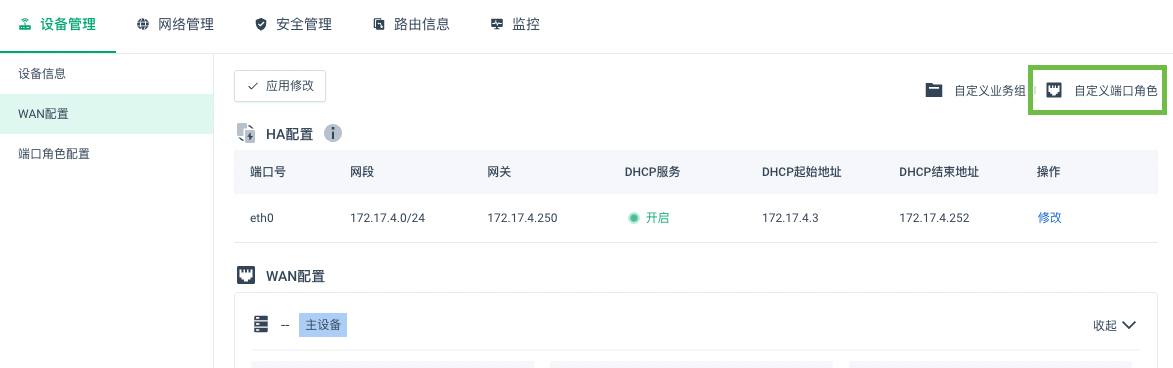 设备管理 网络管理 安全管理 路由信息 监控
设备信息
WAN配置
端口角色配置
应用修改 自定义业务组 自定义端口角色
HA配置
端口号 网段 网关 DHCP服务 DHCP起始地址 DHCP结束地址 操作
eth0 172.17.4.0/24 172.17.4.250 开启 172.17.4.3 172.17.4.252 修改
WAN配置
-- 主设备 收起